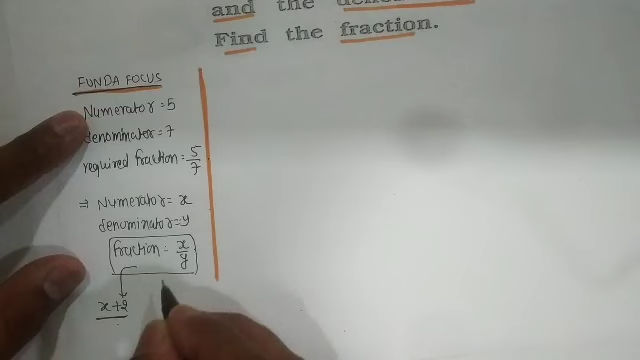 and the
Find the fraction.
FUNDA FOCUS
Numerator = 5
denominator = 7
required fraction = 5/7
⇒ Numerator = x
denominator = y
fraction = x/y
x+2